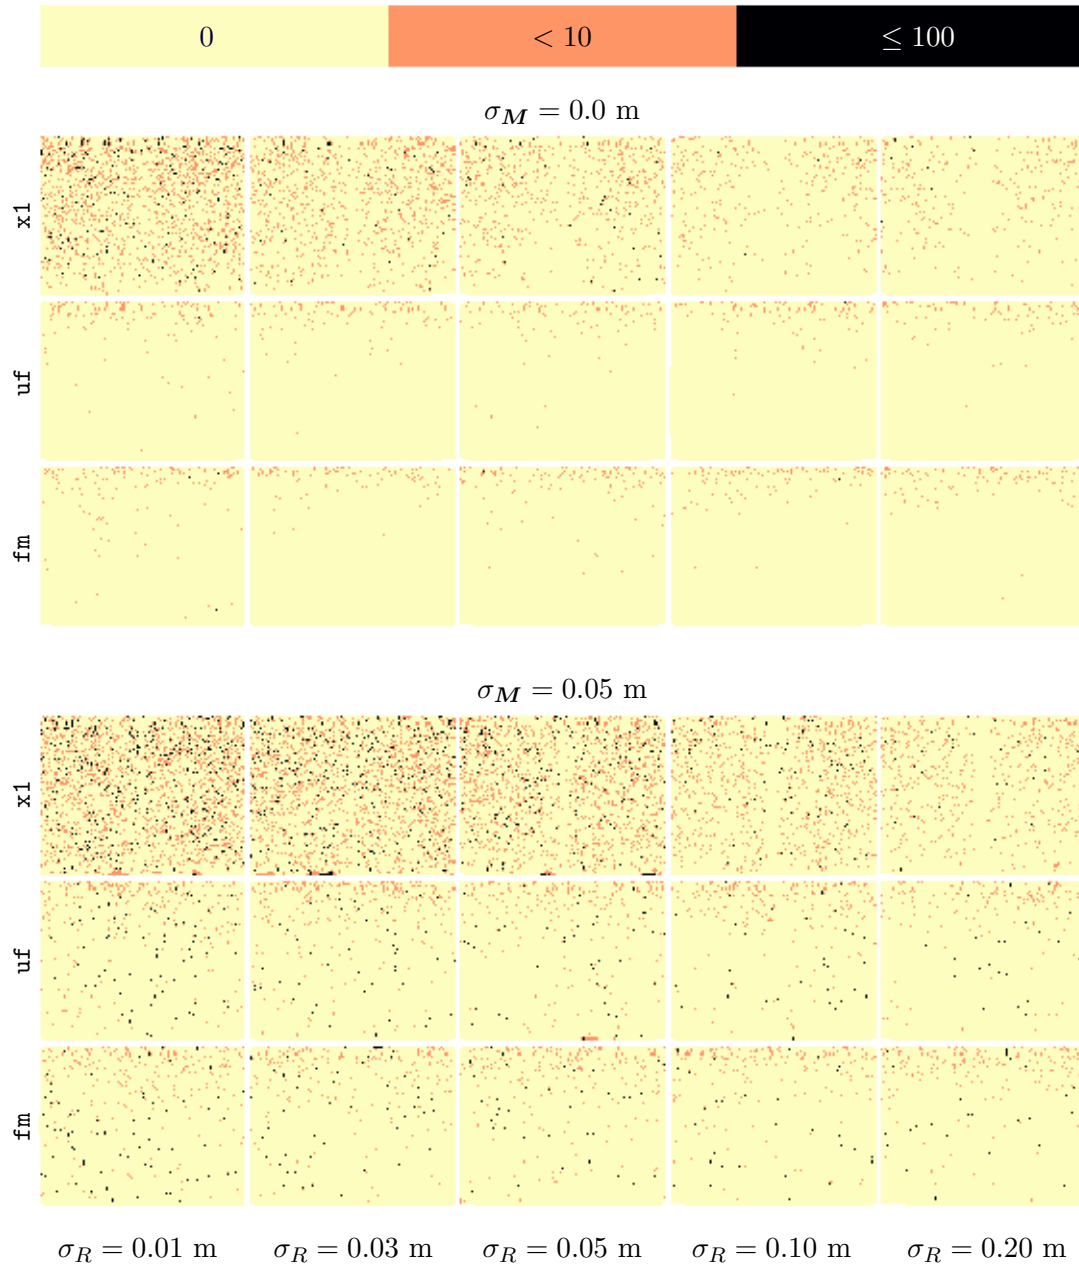 0 < 10 ≤ 100
σ_M = 0.0 m
x1
uf
fm
σ_M = 0.05 m
x1
uf
fm
σ_R = 0.01 m σ_R = 0.03 m σ_R = 0.05 m σ_R = 0.10 m σ_R = 0.20 m